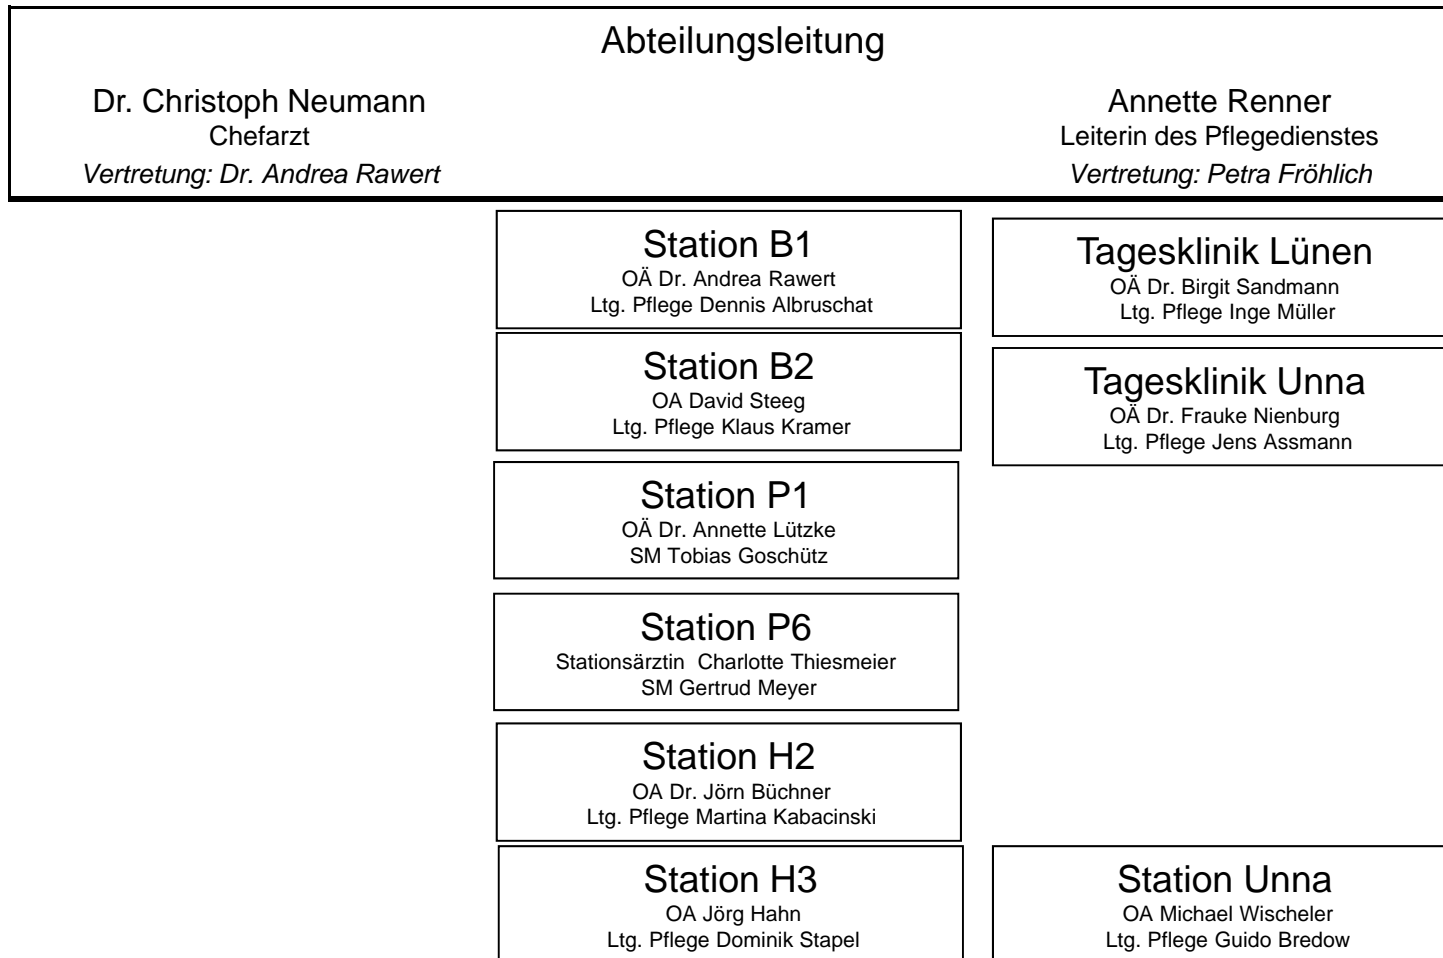 Abteilungsleitung
Dr. Christoph Neumann
Chefarzt
Vertretung: Dr. Andrea Rawert
Annette Renner
Leiterin des Pflegedienstes
Vertretung: Petra Fröhlich
Station B1
OÄ Dr. Andrea Rawert
Ltg. Pflege Dennis Albruschat
Station B2
OA David Steeg
Ltg. Pflege Klaus Kramer
Station P1
OÄ Dr. Annette Lützke
SM Tobias Goschütz
Station P6
Stationsärztin Charlotte Thiesmeier
SM Gertrud Meyer
Station H2
OA Dr. Jörn Büchner
Ltg. Pflege Martina Kabacinski
Station H3
OA Jörg Hahn
Ltg. Pflege Dominik Stapel
Tagesklinik Lünen
OÄ Dr. Birgit Sandmann
Ltg. Pflege Inge Müller
Tagesklinik Unna
OÄ Dr. Frauke Nienburg
Ltg. Pflege Jens Assmann
Station Unna
OA Michael Wischeler
Ltg. Pflege Guido Bredow